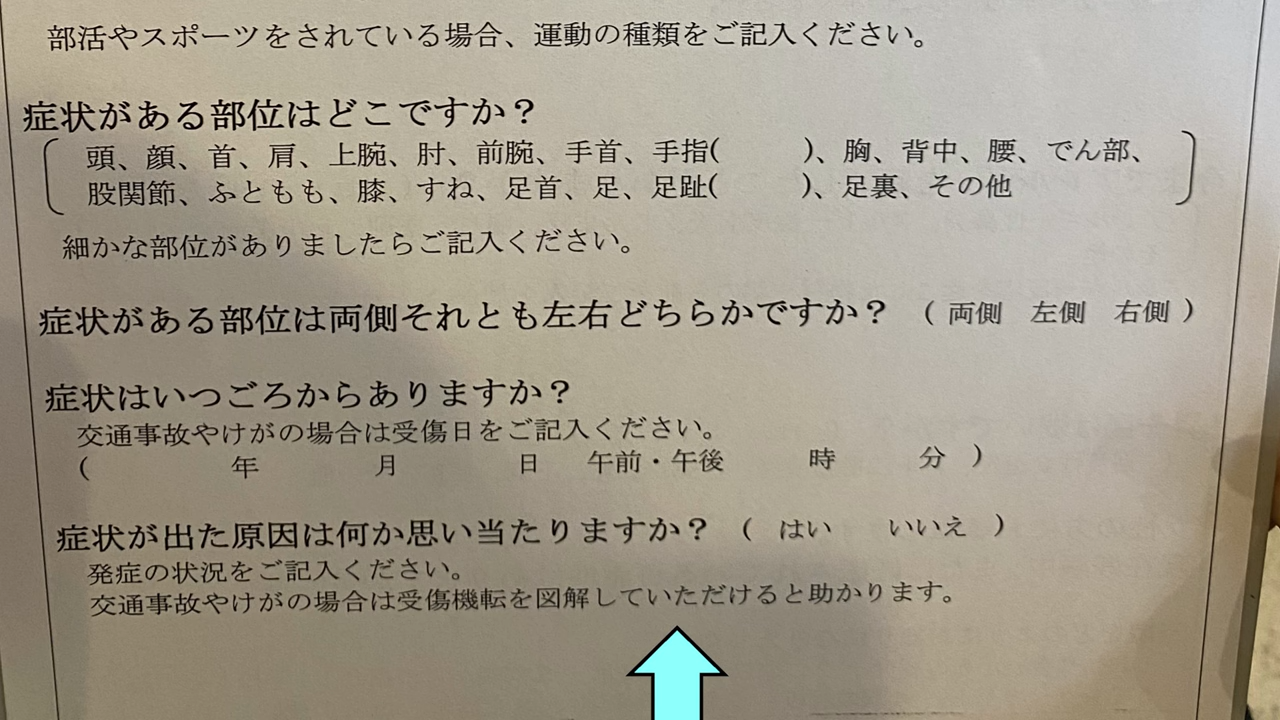 部活やスポーツをされている場合、運動の種類をご記入ください。
症状がある部位はどこですか？
頭、顔、首、肩、上腕、肘、前腕、手首、手指(　　　)、胸、背中、腰、でん部、
股関節、ふともも、膝、すね、足首、足、足趾(　　　)、足裏、その他
細かな部位がありましたらご記入ください。
症状がある部位は両側それとも左右どちらかですか？　（ 両側　左側　右側 ）
症状はいつごろからありますか？
交通事故やけがの場合は受傷日をご記入ください。
（　　　　　年　　　　　月　　　　　日　午前・午後　　　時　　　分　）
症状が出た原因は何か思い当たりますか？　（　はい　　いいえ　）
発症の状況をご記入ください。
交通事故やけがの場合は受傷機転を図解していただけると助かります。